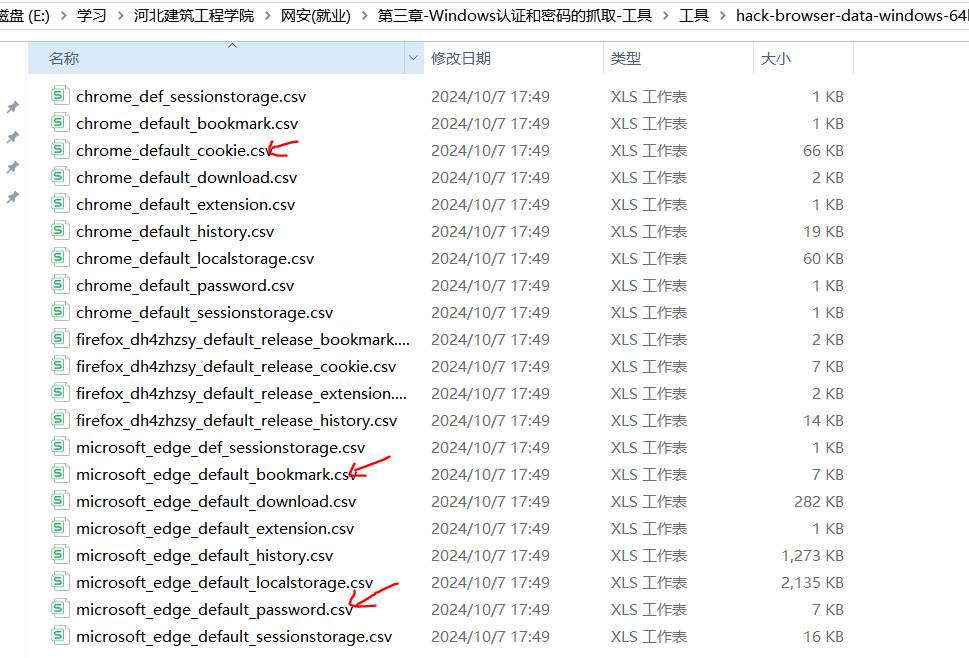 磁盘 (E:) > 学习 > 河北建筑工程学院 > 网安(就业) > 第三章-Windows认证和密码的抓取-工具 > 工具 > hack-browser-data-windows-64
名称 修改日期 类型 大小
chrome_def_sessionstorage.csv 2024/10/7 17:49 XLS 工作表 1 KB
chrome_default_bookmark.csv 2024/10/7 17:49 XLS 工作表 1 KB
chrome_default_cookie.csv 2024/10/7 17:49 XLS 工作表 66 KB
chrome_default_download.csv 2024/10/7 17:49 XLS 工作表 2 KB
chrome_default_extension.csv 2024/10/7 17:49 XLS 工作表 1 KB
chrome_default_history.csv 2024/10/7 17:49 XLS 工作表 19 KB
chrome_default_localstorage.csv 2024/10/7 17:49 XLS 工作表 60 KB
chrome_default_password.csv 2024/10/7 17:49 XLS 工作表 1 KB
chrome_default_sessionstorage.csv 2024/10/7 17:49 XLS 工作表 1 KB
firefox_dh4zhzsy_default_release_bookmark.... 2024/10/7 17:49 XLS 工作表 2 KB
firefox_dh4zhzsy_default_release_cookie.csv 2024/10/7 17:49 XLS 工作表 7 KB
firefox_dh4zhzsy_default_release_extension.... 2024/10/7 17:49 XLS 工作表 2 KB
firefox_dh4zhzsy_default_release_history.csv 2024/10/7 17:49 XLS 工作表 14 KB
microsoft_edge_def_sessionstorage.csv 2024/10/7 17:49 XLS 工作表 1 KB
microsoft_edge_default_bookmark.csv 2024/10/7 17:49 XLS 工作表 7 KB
microsoft_edge_default_download.csv 2024/10/7 17:49 XLS 工作表 282 KB
microsoft_edge_default_extension.csv 2024/10/7 17:49 XLS 工作表 1 KB
microsoft_edge_default_history.csv 2024/10/7 17:49 XLS 工作表 1,273 KB
microsoft_edge_default_localstorage.csv 2024/10/7 17:49 XLS 工作表 2,135 KB
microsoft_edge_default_password.csv 2024/10/7 17:49 XLS 工作表 7 KB
microsoft_edge_default_sessionstorage.csv 2024/10/7 17:49 XLS 工作表 16 KB